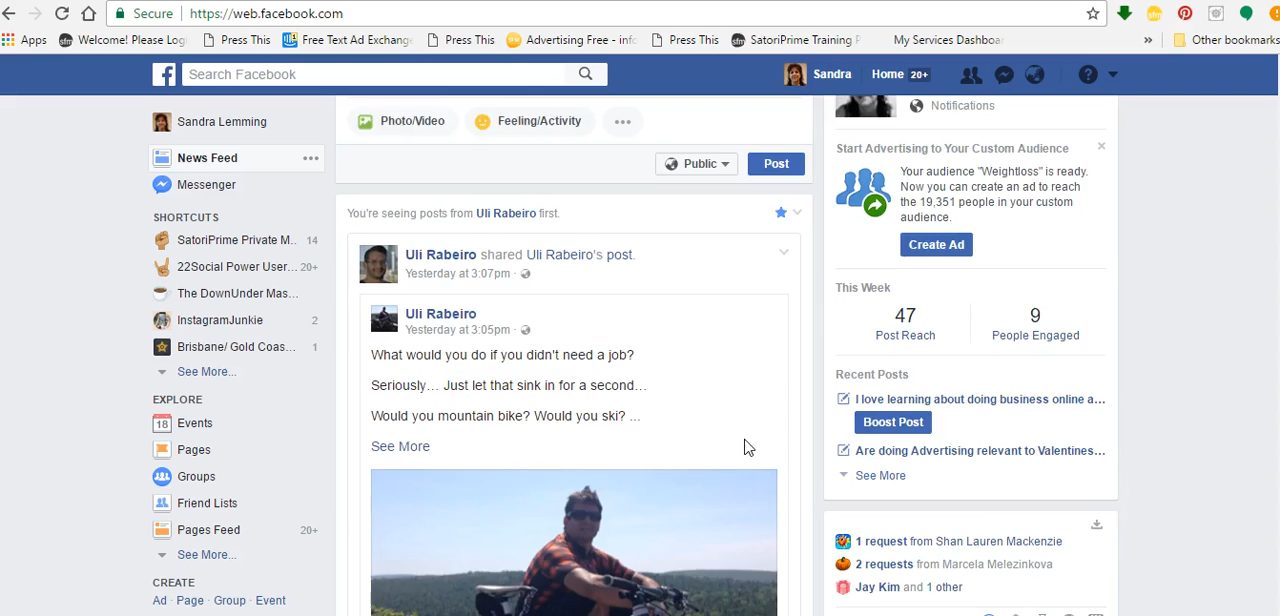 Secure https://web.facebook.com
Apps Welcome! Please Log Press This Free Text Ad Exchange Press This Advertising Free - info Press This SatoriPrime Training P My Services Dashboar » Other bookmarks
Search Facebook Sandra Home 20+
Sandra Lemming
News Feed
Messenger
SHORTCUTS
SatoriPrime Private M... 14
22Social Power User... 20+
The DownUnder Mas...
InstagramJunkie 2
Brisbane/ Gold Coas... 1
See More...
EXPLORE
18 Events
Pages
Groups
Friend Lists
Pages Feed 20+
See More...
CREATE
Ad · Page · Group · Event
Photo/Video Feeling/Activity
Public Post
You're seeing posts from Uli Rabeiro first.
Uli Rabeiro shared Uli Rabeiro's post.
Yesterday at 3:07pm ·
Uli Rabeiro
Yesterday at 3:05pm ·
What would you do if you didn't need a job?
Seriously… Just let that sink in for a second…
Would you mountain bike? Would you ski? ...
See More
Notifications
Start Advertising to Your Custom Audience
Your audience "Weightloss" is ready.
Now you can create an ad to reach
the 19,351 people in your custom
audience.
Create Ad
This Week
47 9
Post Reach People Engaged
Recent Posts
I love learning about doing business online a...
Boost Post
Are doing Advertising relevant to Valentines...
See More
1 request from Shan Lauren Mackenzie
2 requests from Marcela Melezinkova
Jay Kim and 1 other